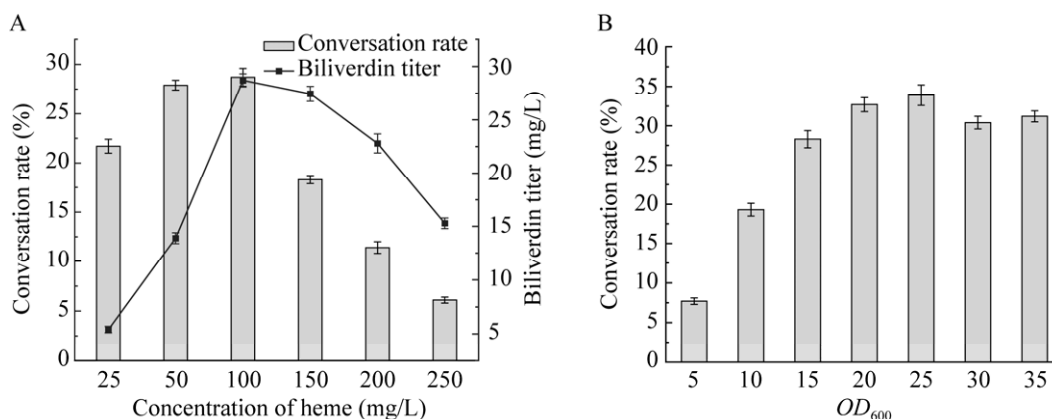 A
Conversation rate
Biliverdin titer
30
25
20
15
10
5
0
Conversation rate (%)
30
25
20
15
10
5
Biliverdin titer (mg/L)
25 50 100 150 200 250
Concentration of heme (mg/L)
B
40
35
30
25
20
15
10
5
0
Conversation rate (%)
5 10 15 20 25 30 35
OD600